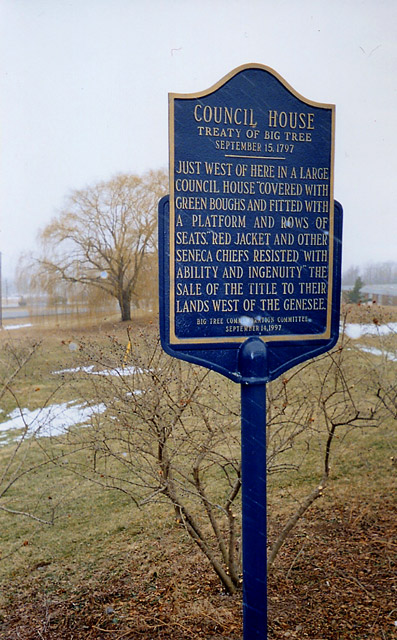 COUNCIL HOUSE
TREATY OF BIG TREE
SEPTEMBER 15, 1797
JUST WEST OF HERE IN A LARGE
COUNCIL HOUSE "COVERED WITH
GREEN BOUGHS AND FITTED WITH
A PLATFORM AND ROWS OF
SEATS," RED JACKET AND OTHER
SENECA CHIEFS RESISTED "WITH
ABILITY AND INGENUITY" THE
SALE OF THE TITLE TO THEIR
LANDS WEST OF THE GENESEE.
BIG TREE COMMEMORATION COMMITTEE
SEPTEMBER 14, 1997